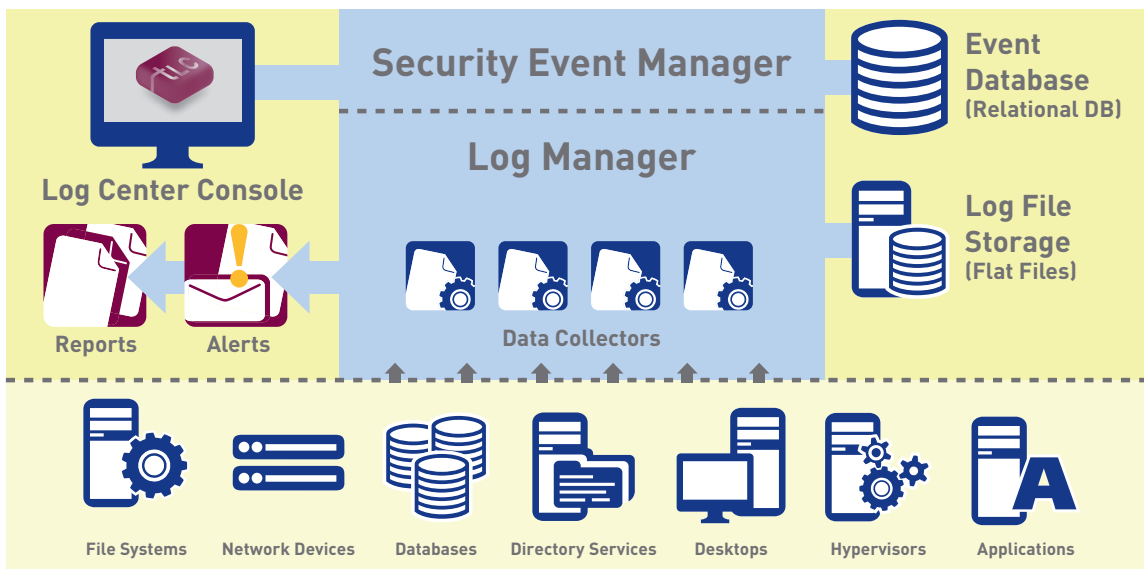 tLc
Security Event Manager
Event
Database
(Relational DB)
Log Manager
Log Center Console
Log File
Storage
(Flat Files)
Reports
Alerts
Data Collectors
File Systems
Network Devices
Databases
Directory Services
Desktops
Hypervisors
Applications